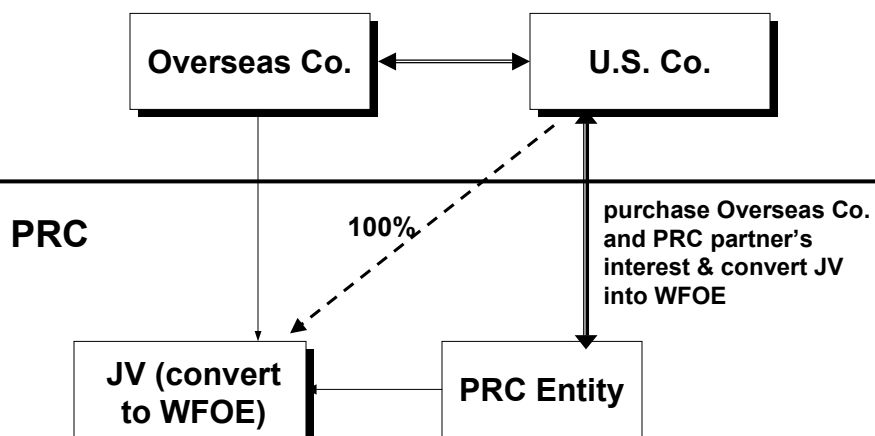 Overseas Co.
U.S. Co.
PRC
100%
purchase Overseas Co.
and PRC partner's
interest & convert JV
into WFOE
JV (convert
to WFOE)
PRC Entity